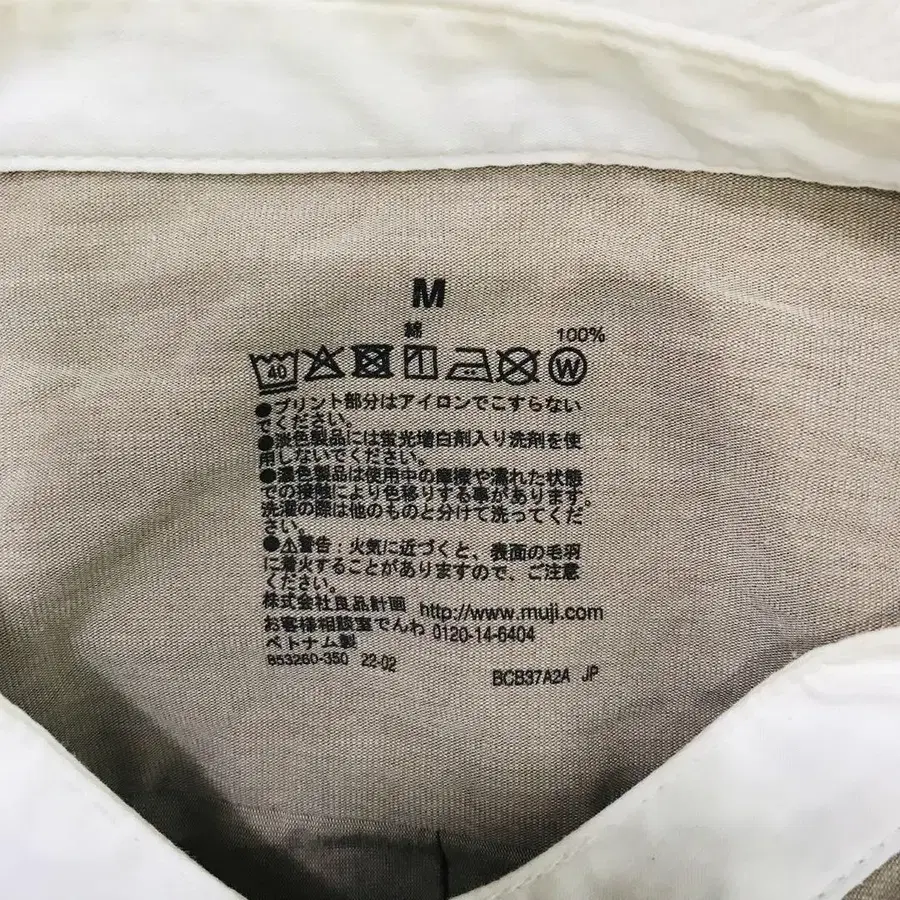 M
綿 100%
40 W
●プリント部分はアイロンでこすらない
でください。
●淡色製品には蛍光増白剤入り洗剤を使
用しないでください。
●濃色製品は使用中の摩擦や濡れた状態
での接触により色移りする事があります。
洗濯の際は他のものと分けて洗ってくだ
さい。
●⚠警告：火気に近づくと、表面の毛羽
に着火することがありますので、ご注意
ください。
株式会社良品計画 http://www.muji.com
お客様相談室でんわ 0120-14-6404
ベトナム製
853260-350 22-02
BCB37A2A JP